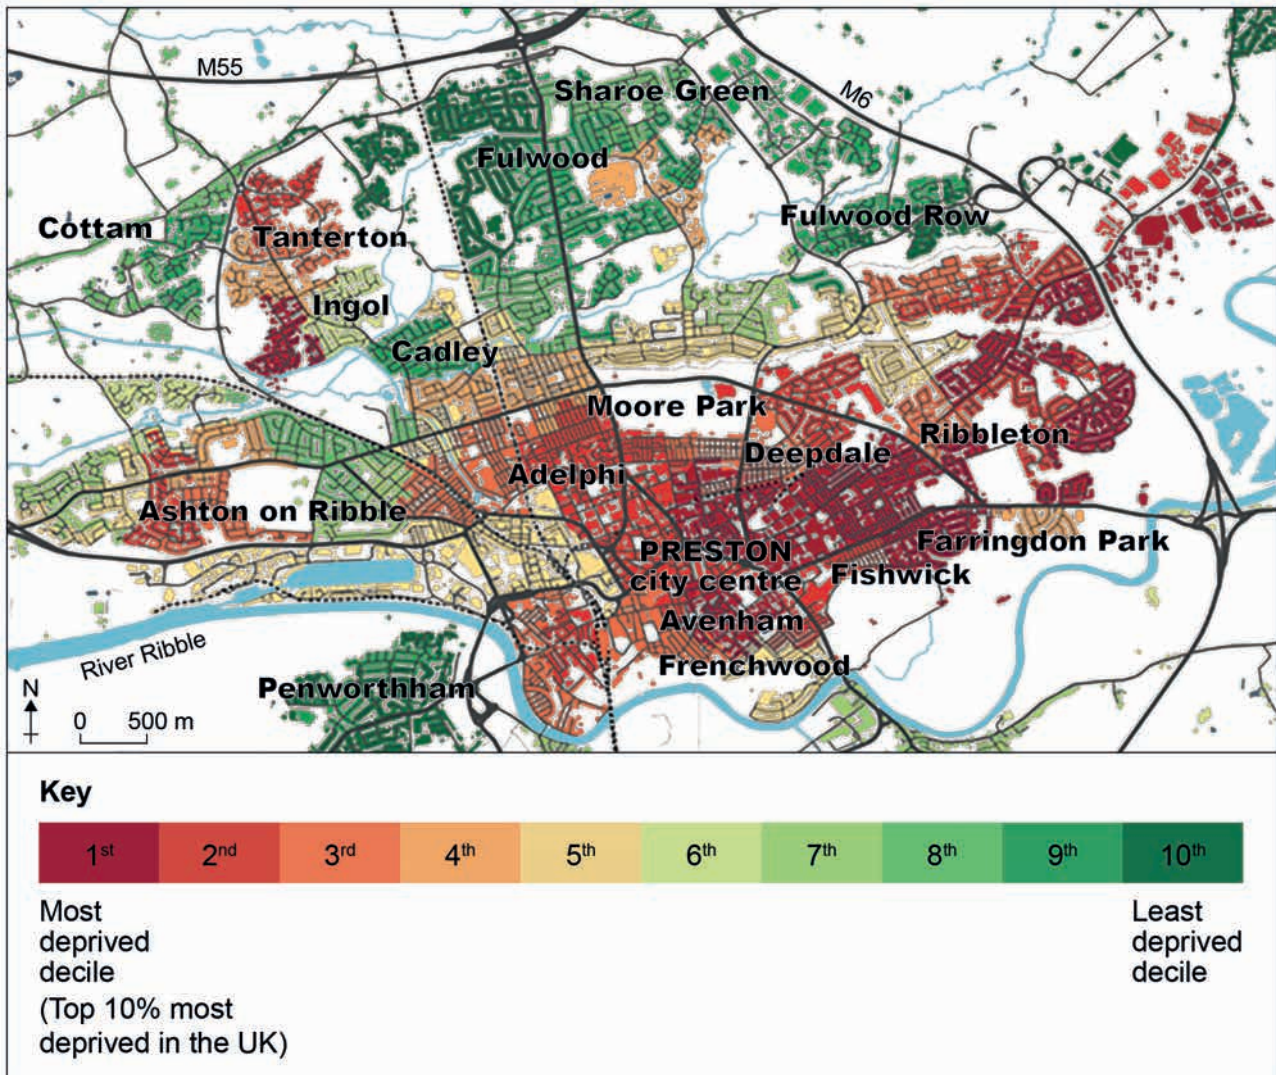 M55
Sharoe Green
M6
Fulwood
Cottam
Tanterton
Fulwood Row
Ingol
Cadley
Moore Park
Ribbleton
Deepdale
Adelphi
Ashton on Ribble
PRESTON
city centre
Farringdon Park
Fishwick
Avenham
Frenchwood
River Ribble
Penworthham
N
0 500 m
Key
1st 2nd 3rd 4th 5th 6th 7th 8th 9th 10th
Most
deprived
decile
(Top 10% most
deprived in the UK)
Least
deprived
decile